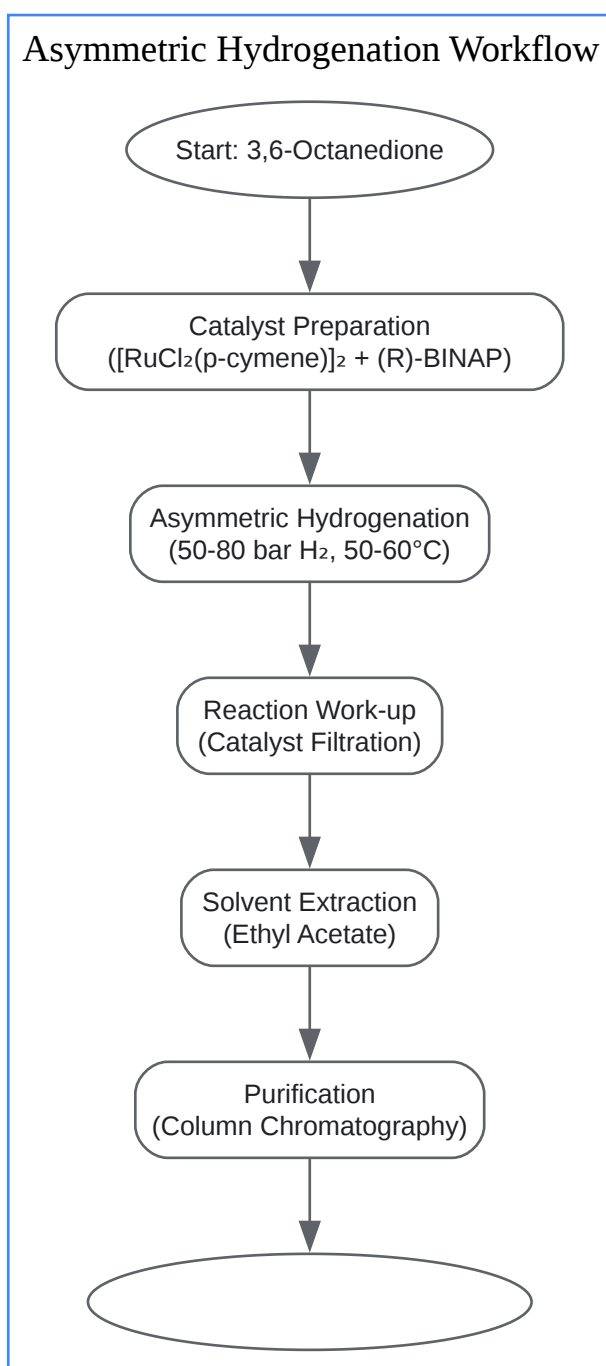 Asymmetric Hydrogenation Workflow
Start: 3,6-Octanedione
Catalyst Preparation
([RuCl₂(p-cymene)]₂ + (R)-BINAP)
Asymmetric Hydrogenation
(50-80 bar H₂, 50-60°C)
Reaction Work-up
(Catalyst Filtration)
Solvent Extraction
(Ethyl Acetate)
Purification
(Column Chromatography)